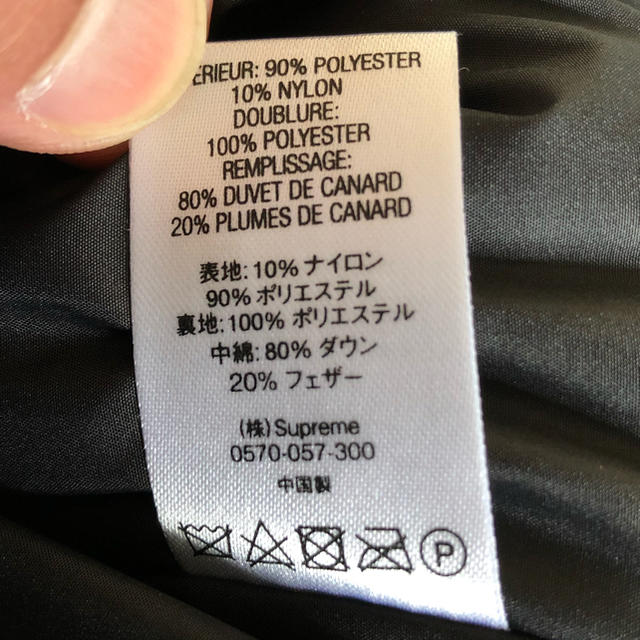 ERIEUR: 90% POLYESTER
10% NYLON
DOUBLURE:
100% POLYESTER
REMPLISSAGE:
80% DUVET DE CANARD
20% PLUMES DE CANARD
表地: 10% ナイロン
90% ポリエステル
裏地: 100% ポリエステル
中綿: 80% ダウン
20% フェザー
(株) Supreme
0570-057-300
中国製
P